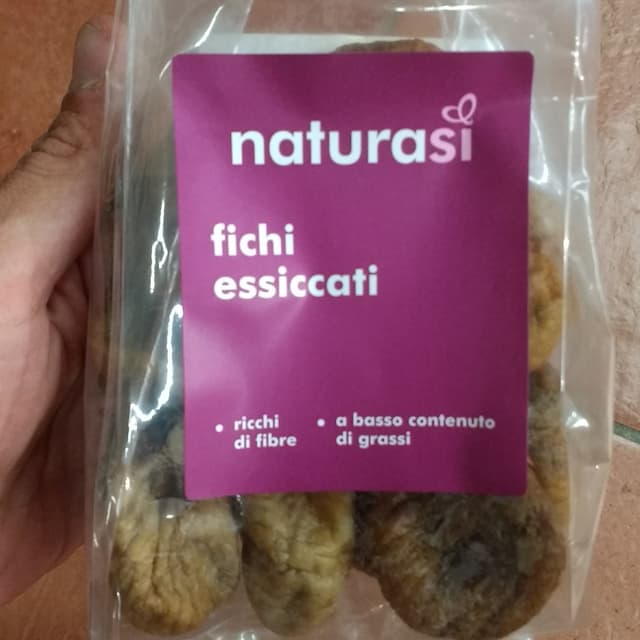 naturasì
fichi
essiccati
• ricchi
di fibre
• a basso contenuto
di grassi